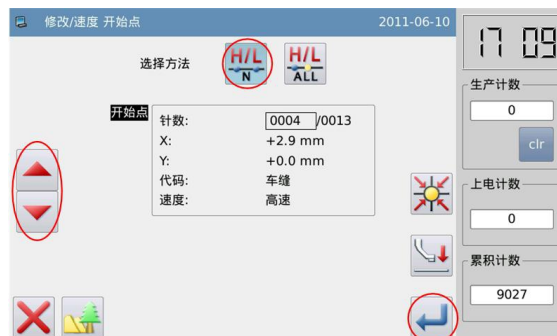 修改/速度 开始点
2011-06-10
17 09
选择方法
H/L
N
H/L
ALL
开始点
针数: 0004 /0013
X: +2.9 mm
Y: +0.0 mm
代码: 车缝
速度: 高速
生产计数
0
clr
上电计数
0
累积计数
9027